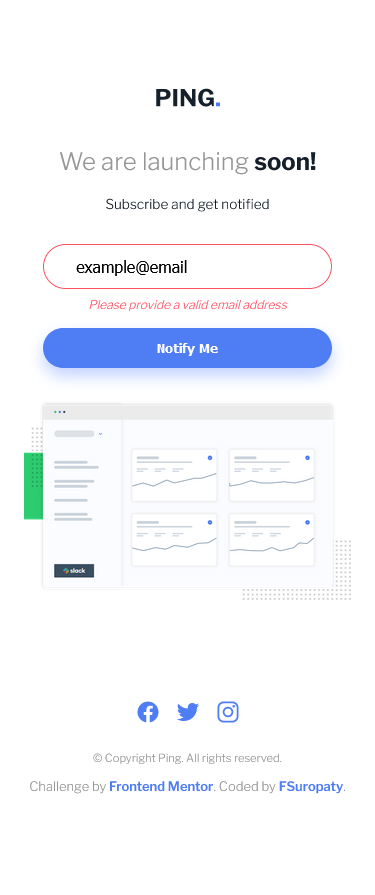 PING.
We are launching soon!
Subscribe and get notified
example@email
Please provide a valid email address
Notify Me
slack
© Copyright Ping. All rights reserved.
Challenge by Frontend Mentor. Coded by FSuropaty.